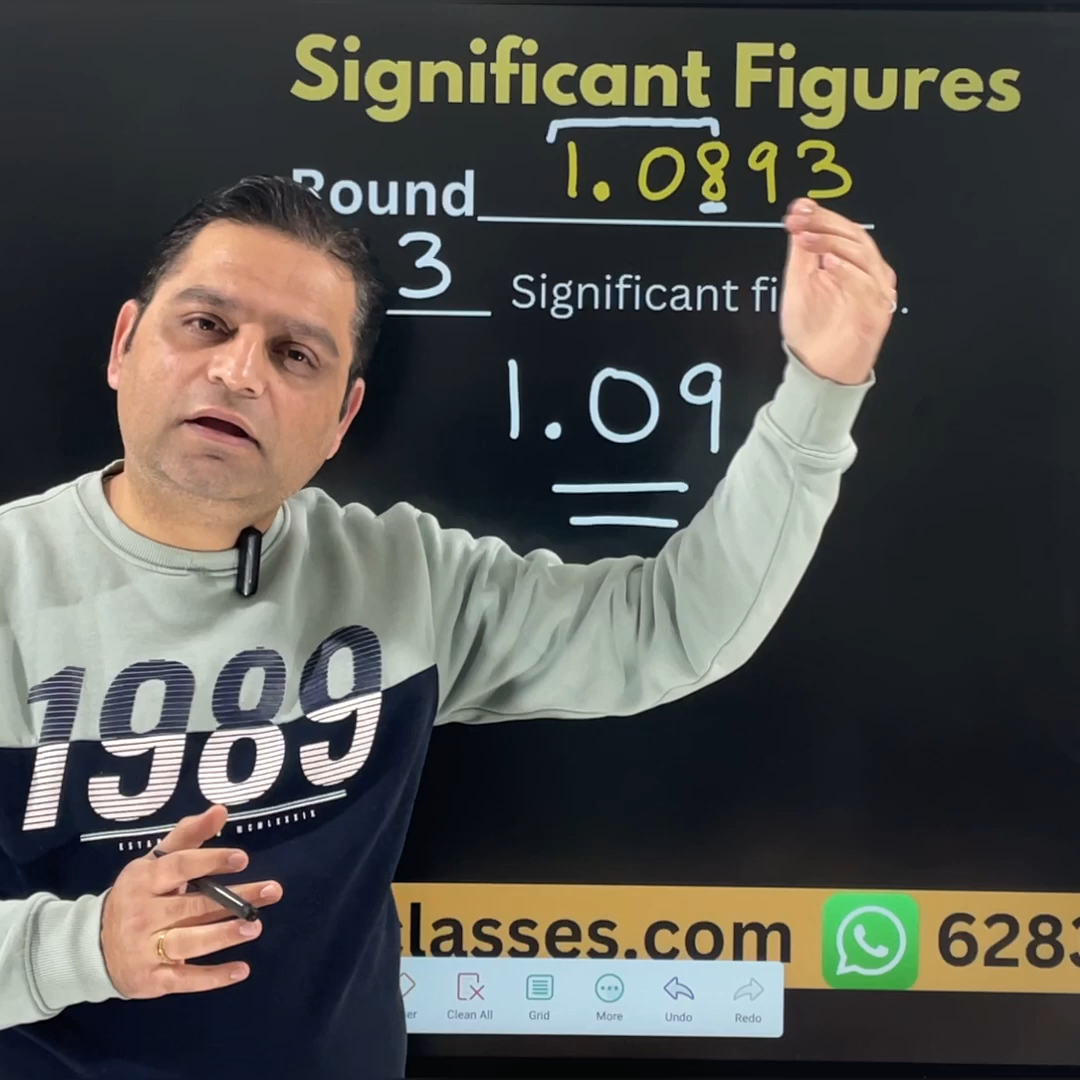 Significant Figures
1.0893
Round
3 Significant
1.09
1989
MCMLXXXIX
classes.com 628
Clean All Grid More Undo Redo